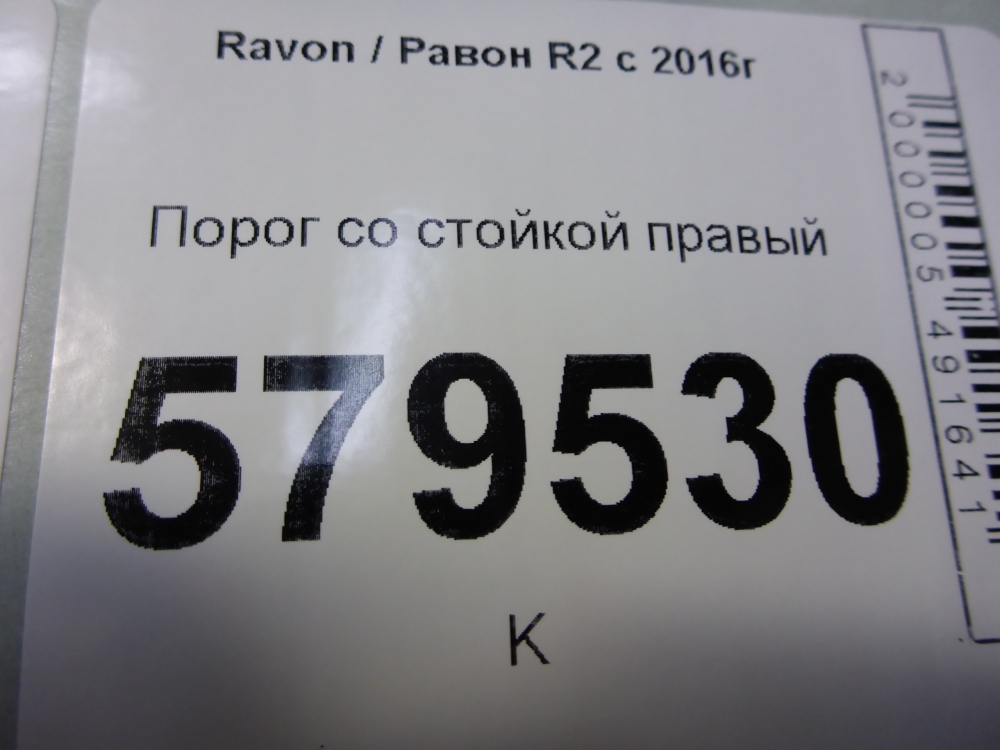 Ravon / Равон R2 с 2016г
Порог со стойкой правый
579530
К
2000005491641